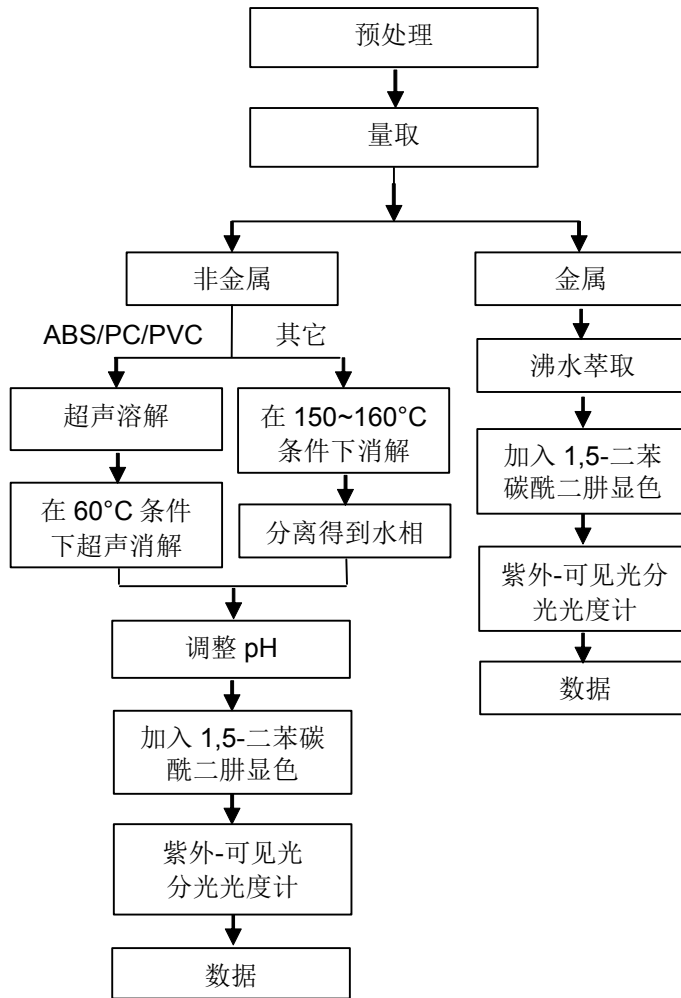 预处理
量取
非金属
金属
ABS/PC/PVC
其它
超声溶解
在 60°C 条件
下超声消解
在 150~160°C
条件下消解
分离得到水相
调整 pH
加入 1,5-二苯碳
酰二肼显色
紫外-可见光
分光光度计
数据
沸水萃取
加入 1,5-二苯
碳酰二肼显色
紫外-可见光分
光光度计
数据